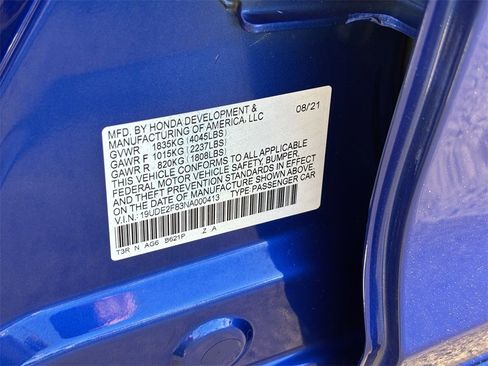 MFD. BY HONDA DEVELOPMENT & 08/21
MANUFACTURING OF AMERICA, LLC
GVWR 1835KG (4045LBS)
GAWR F 1015KG (2237LBS)
GAWR R 820KG (1808LBS)
THIS VEHICLE CONFORMS TO ALL APPLICABLE
FEDERAL MOTOR VEHICLE SAFETY, BUMPER,
AND THEFT PREVENTION STANDARDS IN EFFECT
ON THE DATE OF MANUFACTURE SHOWN ABOVE.
V.I.N.: 19UDE2F83NA000413 TYPE PASSENGER CAR
T3R N AG6 B621P Z A